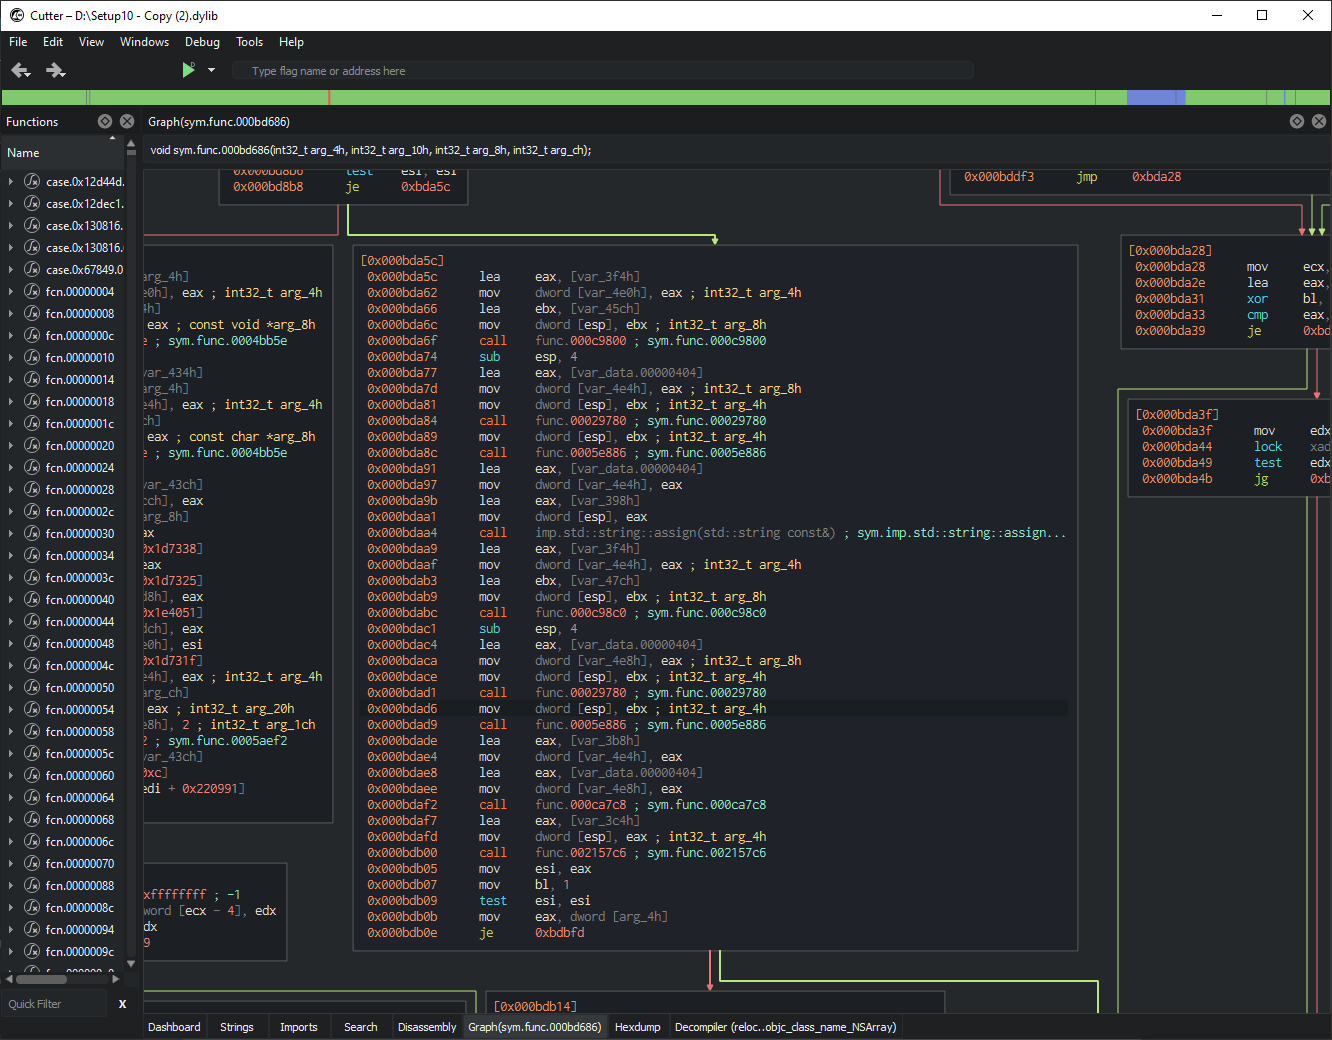 Cutter – D:\Setup10 - Copy (2).dylib
File Edit View Windows Debug Tools Help
Type flag name or address here
Functions
Graph(sym.func.000bd686)
Name
void sym.func.000bd686(int32_t arg_4h, int32_t arg_10h, int32_t arg_8h, int32_t arg_ch);
case.0x12d44d.
case.0x12dec1.
case.0x130816.
case.0x130816.
case.0x67849.0
fcn.00000004
fcn.00000008
fcn.0000000c
fcn.00000010
fcn.00000014
fcn.00000018
fcn.0000001c
fcn.00000020
fcn.00000024
fcn.00000028
fcn.0000002c
fcn.00000030
fcn.00000034
fcn.0000003c
fcn.00000040
fcn.00000044
fcn.00000048
fcn.0000004c
fcn.00000050
fcn.00000054
fcn.00000058
fcn.0000005c
fcn.00000060
fcn.00000064
fcn.00000068
fcn.0000006c
fcn.00000070
fcn.00000088
fcn.0000008c
fcn.00000094
fcn.0000009c
Quick Filter X
0x000bd8b6 test esi, esi
0x000bd8b8 je 0xbda5c
arg_4h]
e0h], eax ; int32_t arg_4h
4h]
eax ; const void *arg_8h
e ; sym.func.0004bb5e
var_434h]
arg_4h]
e4h], eax ; int32_t arg_4h
ch]
eax ; const char *arg_8h
e ; sym.func.0004bb5e
var_43ch]
cch], eax
arg_8h]
ax
0x1d7338]
eax
0x1d7325]
d8h], eax
0x1e4051]
dch], eax
e0h], esi
0x1d731f]
e4h], eax ; int32_t arg_4h
arg_ch]
eax ; int32_t arg_20h
e8h], 2 ; int32_t arg_1ch
2 ; sym.func.0005aef2
var_43ch]
0xc]
edi + 0x220991]
xffffffff ; -1
word [ecx - 4], edx
dx
9
[0x000bda5c]
0x000bda5c lea eax, [var_3f4h]
0x000bda62 mov dword [var_4e0h], eax ; int32_t arg_4h
0x000bda66 lea ebx, [var_45ch]
0x000bda6c mov dword [esp], ebx ; int32_t arg_8h
0x000bda6f call func.000c9800 ; sym.func.000c9800
0x000bda74 sub esp, 4
0x000bda77 lea eax, [var_data.00000404]
0x000bda7d mov dword [var_4e4h], eax ; int32_t arg_8h
0x000bda81 mov dword [esp], ebx ; int32_t arg_4h
0x000bda84 call func.00029780 ; sym.func.00029780
0x000bda89 mov dword [esp], ebx ; int32_t arg_4h
0x000bda8c call func.0005e886 ; sym.func.0005e886
0x000bda91 lea eax, [var_data.00000404]
0x000bda97 mov dword [var_4e4h], eax
0x000bda9b lea eax, [var_398h]
0x000bdaa1 mov dword [esp], eax
0x000bdaa4 call imp.std::string::assign(std::string const&) ; sym.imp.std::string::assign...
0x000bdaa9 lea eax, [var_3f4h]
0x000bdaaf mov dword [var_4e4h], eax ; int32_t arg_4h
0x000bdab3 lea ebx, [var_47ch]
0x000bdab9 mov dword [esp], ebx ; int32_t arg_8h
0x000bdabc call func.000c98c0 ; sym.func.000c98c0
0x000bdac1 sub esp, 4
0x000bdac4 lea eax, [var_data.00000404]
0x000bdaca mov dword [var_4e8h], eax ; int32_t arg_8h
0x000bdace mov dword [esp], ebx ; int32_t arg_4h
0x000bdad1 call func.00029780 ; sym.func.00029780
0x000bdad6 mov dword [esp], ebx ; int32_t arg_4h
0x000bdad9 call func.0005e886 ; sym.func.0005e886
0x000bdade lea eax, [var_3b8h]
0x000bdae4 mov dword [var_4e4h], eax
0x000bdae8 lea eax, [var_data.00000404]
0x000bdaee mov dword [var_4e8h], eax
0x000bdaf2 call func.000ca7c8 ; sym.func.000ca7c8
0x000bdaf7 lea eax, [var_3c4h]
0x000bdafd mov dword [esp], eax ; int32_t arg_4h
0x000bdb00 call func.002157c6 ; sym.func.002157c6
0x000bdb05 mov esi, eax
0x000bdb07 mov bl, 1
0x000bdb09 test esi, esi
0x000bdb0b mov eax, dword [arg_4h]
0x000bdb0e je 0xbdbfd
[0x000bdb14]
0x000bddf3 jmp 0xbda28
[0x000bda28]
0x000bda28 mov ecx,
0x000bda2e lea eax,
0x000bda31 xor bl,
0x000bda33 cmp eax,
0x000bda39 je 0xbd
[0x000bda3f]
0x000bda3f mov edx
0x000bda44 lock xad
0x000bda49 test edx
0x000bda4b jg 0xb
Dashboard Strings Imports Search Disassembly Graph(sym.func.000bd686) Hexdump Decompiler (reloc..objc_class_name_NSArray)